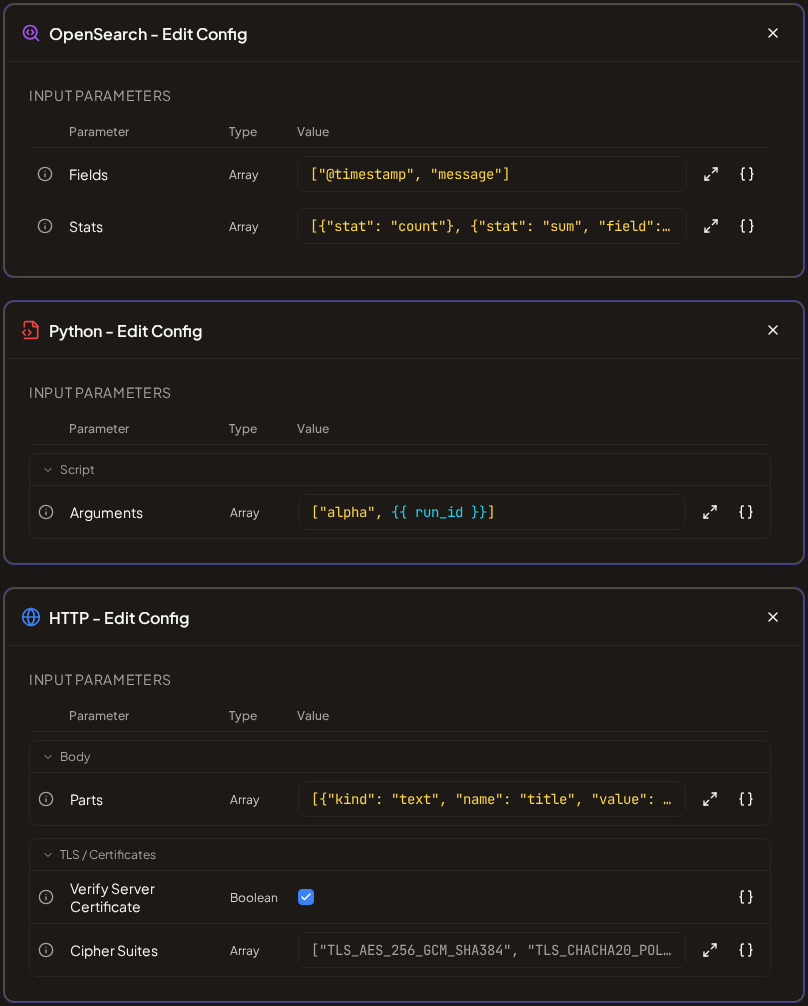 OpenSearch - Edit Config
INPUT PARAMETERS
Parameter Type Value
Fields Array ["@timestamp", "message"] {}
Stats Array [{"stat": "count"}, {"stat": "sum", "field":… {}
Python - Edit Config
INPUT PARAMETERS
Parameter Type Value
Script
Arguments Array ["alpha", {{ run_id }}] {}
HTTP - Edit Config
INPUT PARAMETERS
Parameter Type Value
Body
Parts Array [{"kind": "text", "name": "title", "value": … {}
TLS / Certificates
Verify Server
Certificate Boolean {}
Cipher Suites Array ["TLS_AES_256_GCM_SHA384", "TLS_CHACHA20_POL… {}